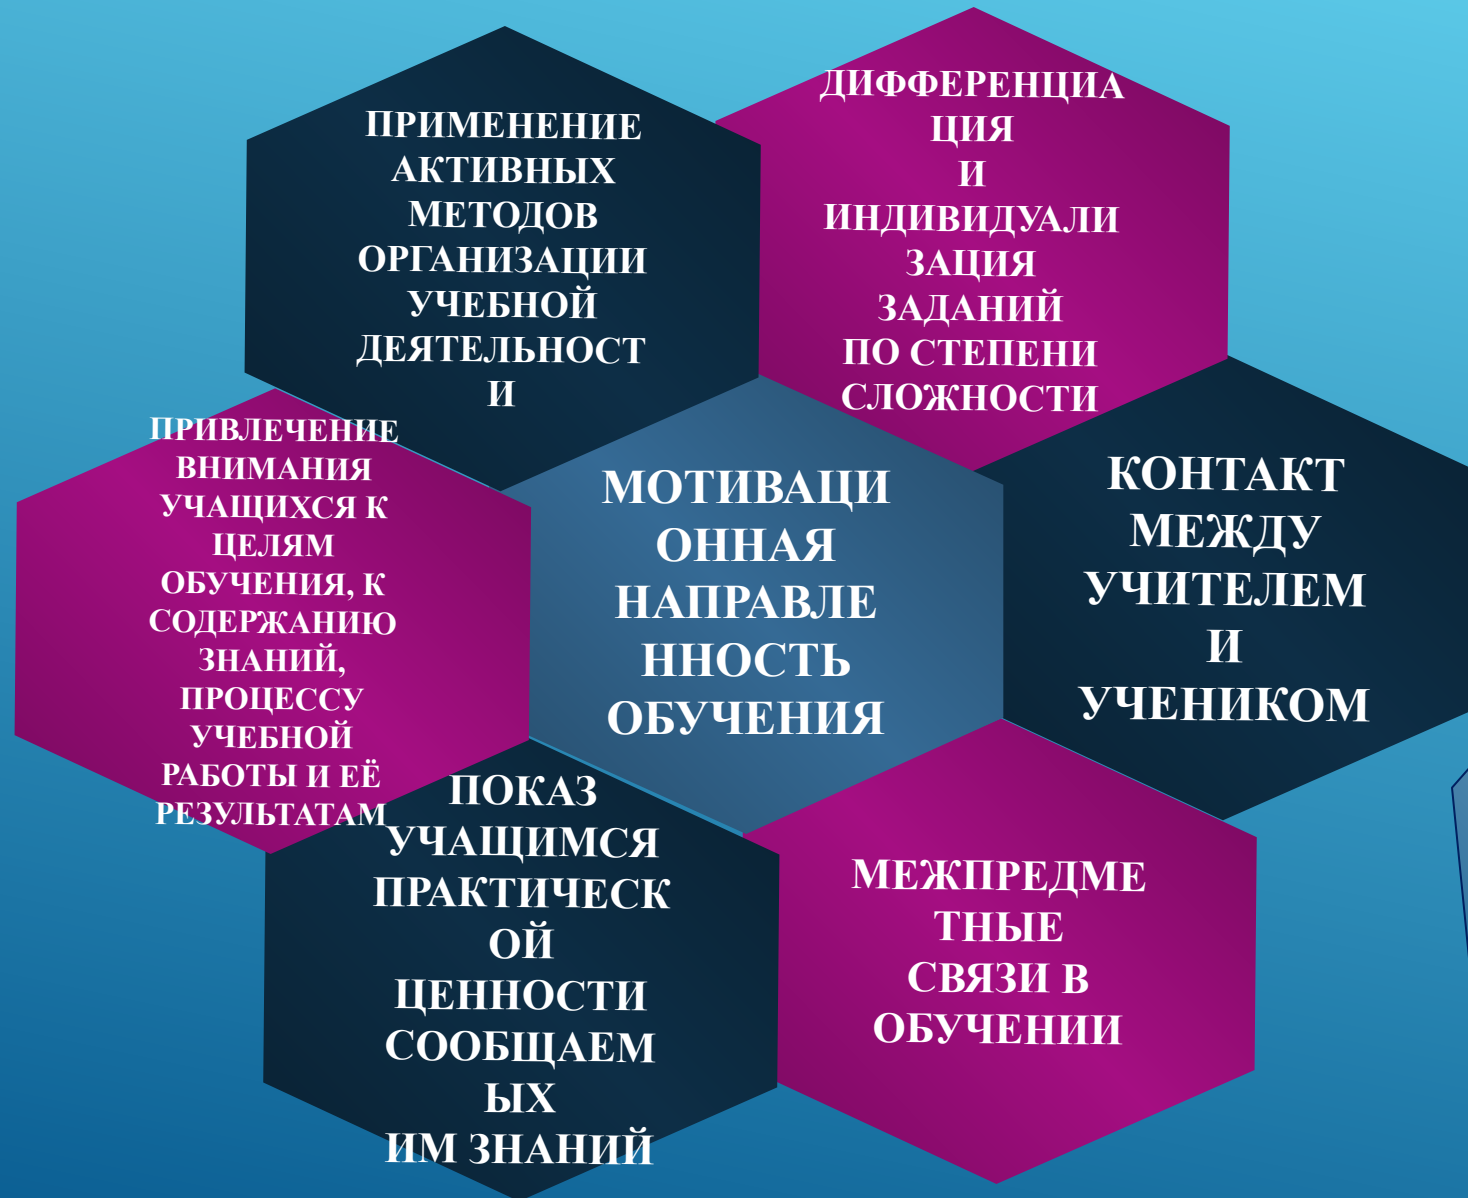 ПРИМЕНЕНИЕ
АКТИВНЫХ
МЕТОДОВ
ОРГАНИЗАЦИИ
УЧЕБНОЙ
ДЕЯТЕЛЬНОСТ
И
ДИФФЕРЕНЦИА
ЦИЯ
И
ИНДИВИДУАЛИ
ЗАЦИЯ
ЗАДАНИЙ
ПО СТЕПЕНИ
СЛОЖНОСТИ
ПРИВЛЕЧЕНИЕ
ВНИМАНИЯ
УЧАЩИХСЯ К
ЦЕЛЯМ
ОБУЧЕНИЯ, К
СОДЕРЖАНИЮ
ЗНАНИЙ,
ПРОЦЕССУ
УЧЕБНОЙ
РАБОТЫ И ЕЁ
РЕЗУЛЬТАТАМ
МОТИВАЦИ
ОННАЯ
НАПРАВЛЕ
ННОСТЬ
ОБУЧЕНИЯ
КОНТАКТ
МЕЖДУ
УЧИТЕЛЕМ
И
УЧЕНИКОМ
ПОКАЗ
УЧАЩИМСЯ
ПРАКТИЧЕСК
ОЙ
ЦЕННОСТИ
СООБЩАЕМ
ЫХ
ИМ ЗНАНИЙ
МЕЖПРЕДМЕ
ТНЫЕ
СВЯЗИ В
ОБУЧЕНИИ